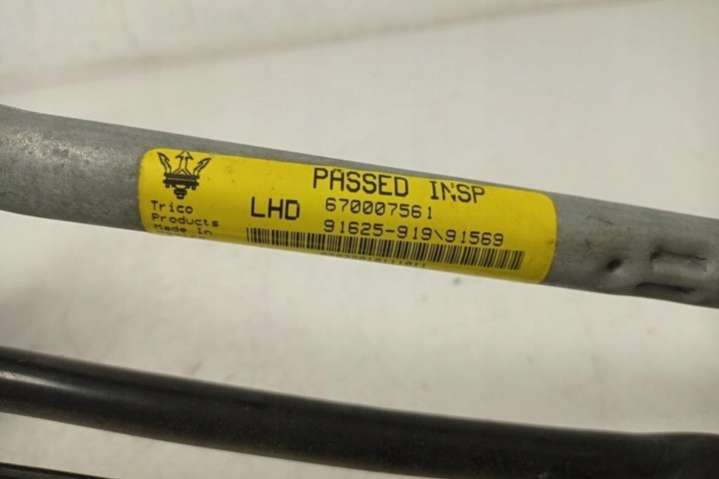 PASSED INSP
LHD 670007561
91625-919\91569
Trico
Products
Made in